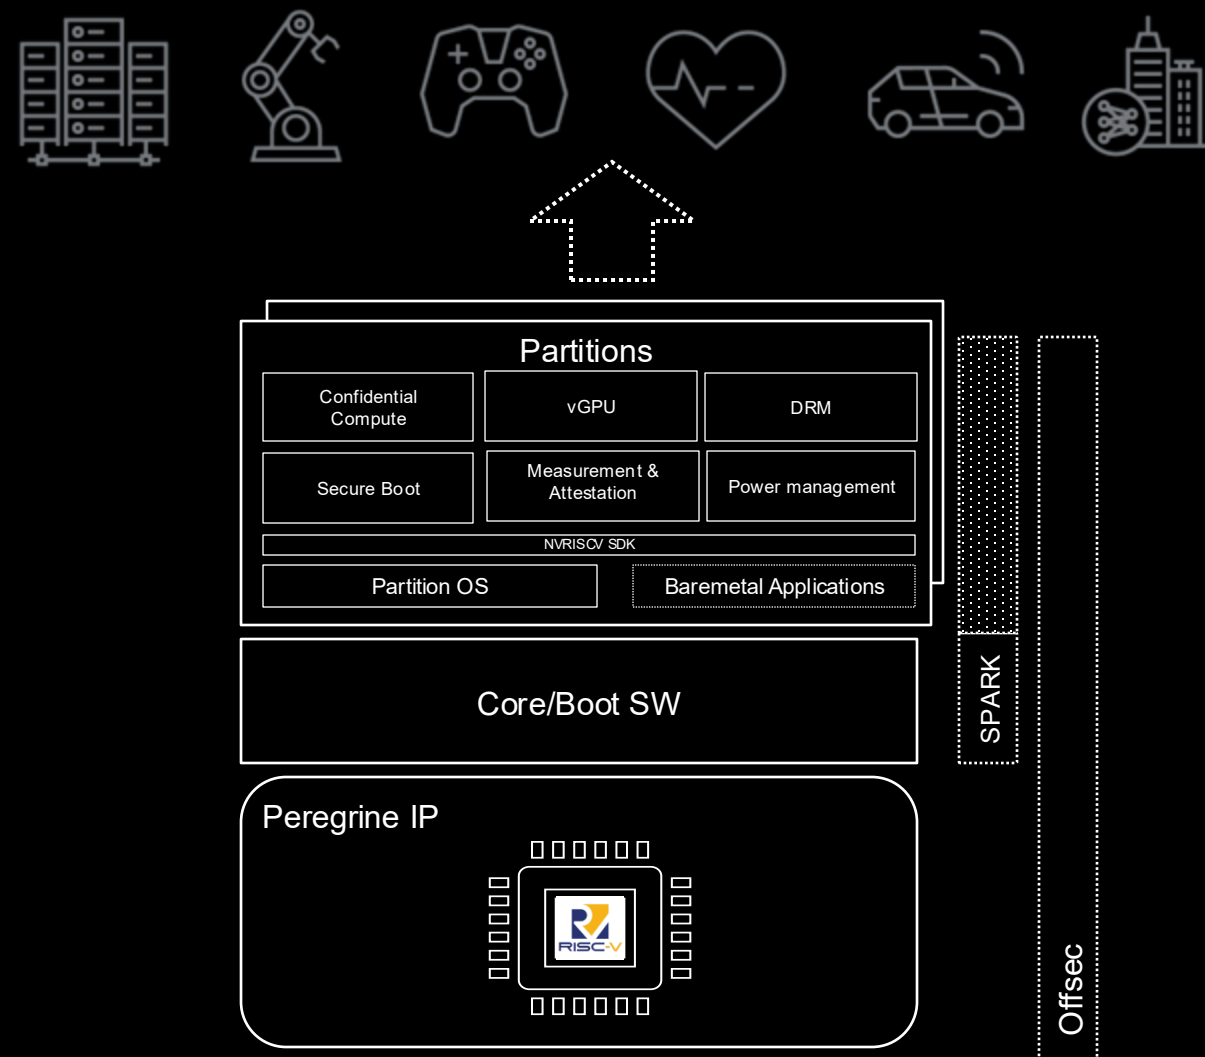 Partitions
Confidential
Compute
vGPU
DRM
Secure Boot
Measurement &
Attestation
Power management
NVRISCV SDK
Partition OS
Baremetal Applications
Core/Boot SW
SPARK
Peregrine IP
RISC-V
Offsec